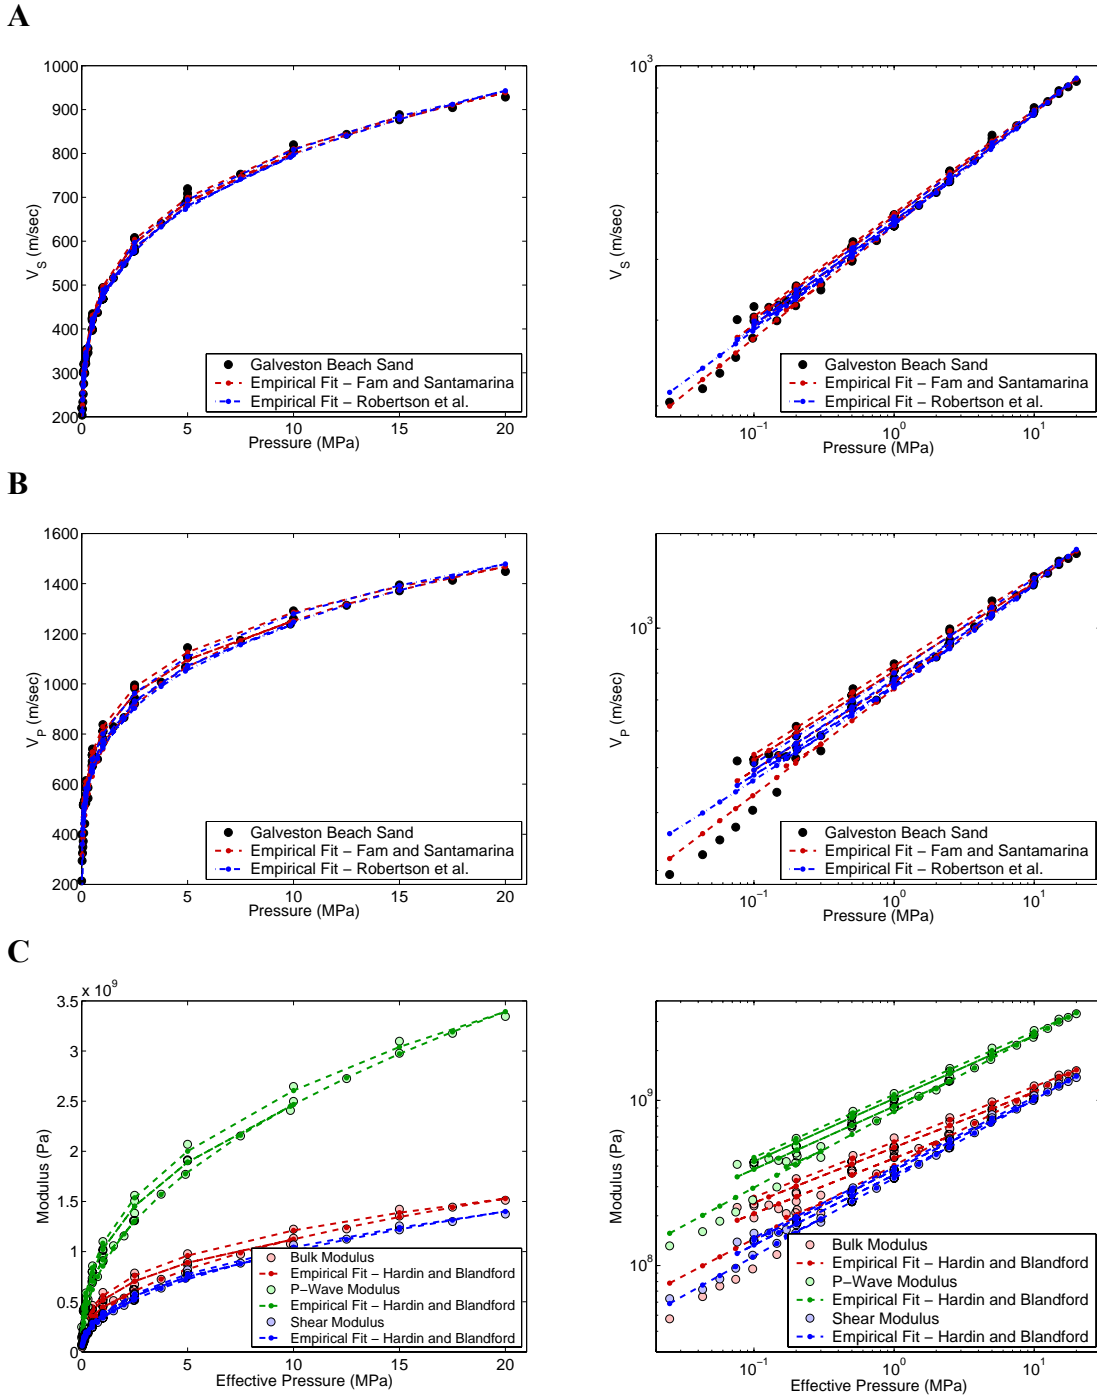 A
1000
900
800
700
600
500
400
300
200
0
5
10
15
20
V_S (m/sec)
Pressure (MPa)
Galveston Beach Sand
Empirical Fit − Fam and Santamarina
Empirical Fit − Robertson et al.
10^3
V_S (m/sec)
10^−1
10^0
10^1
Pressure (MPa)
Galveston Beach Sand
Empirical Fit − Fam and Santamarina
Empirical Fit − Robertson et al.
B
1600
1400
1200
1000
800
600
400
200
0
5
10
15
20
V_P (m/sec)
Pressure (MPa)
Galveston Beach Sand
Empirical Fit − Fam and Santamarina
Empirical Fit − Robertson et al.
10^3
V_P (m/sec)
10^−1
10^0
10^1
Pressure (MPa)
Galveston Beach Sand
Empirical Fit − Fam and Santamarina
Empirical Fit − Robertson et al.
C
x 10^9
3.5
3
2.5
2
1.5
1
0.5
0
0
5
10
15
20
Modulus (Pa)
Effective Pressure (MPa)
Bulk Modulus
Empirical Fit − Hardin and Blandford
P−Wave Modulus
Empirical Fit − Hardin and Blandford
Shear Modulus
Empirical Fit − Hardin and Blandford
10^9
10^8
Modulus (Pa)
10^−1
10^0
10^1
Effective Pressure (MPa)
Bulk Modulus
Empirical Fit − Hardin and Blandford
P−Wave Modulus
Empirical Fit − Hardin and Blandford
Shear Modulus
Empirical Fit − Hardin and Blandford